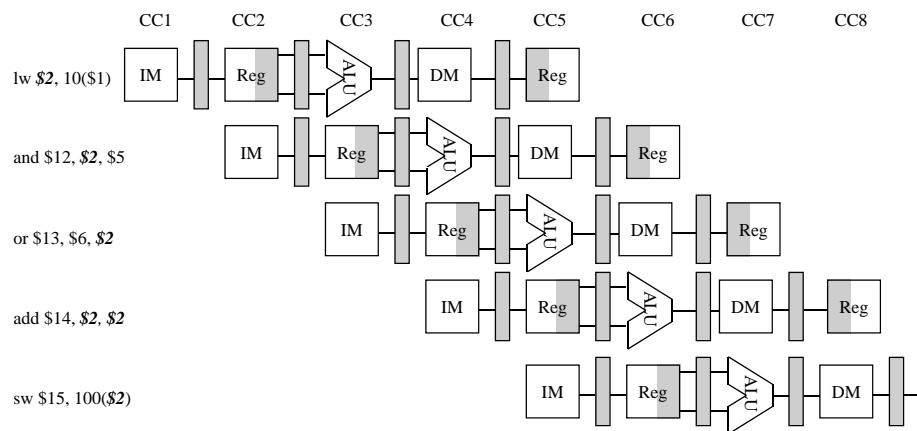 CC1 CC2 CC3 CC4 CC5 CC6 CC7 CC8
lw $2, 10($1) IM Reg ALU DM Reg
and $12, $2, $5 IM Reg ALU DM Reg
or $13, $6, $2 IM Reg ALU DM Reg
add $14, $2, $2 IM Reg ALU DM Reg
sw $15, 100($2) IM Reg ALU DM